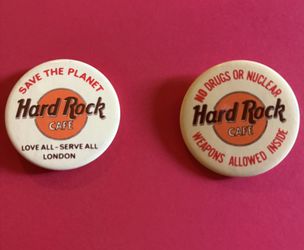 SAVE THE PLANET
Hard Rock
CAFE
LOVE ALL - SERVE ALL
LONDON
NO DRUGS OR NUCLEAR
Hard Rock
CAFE
WEAPONS ALLOWED INSIDE